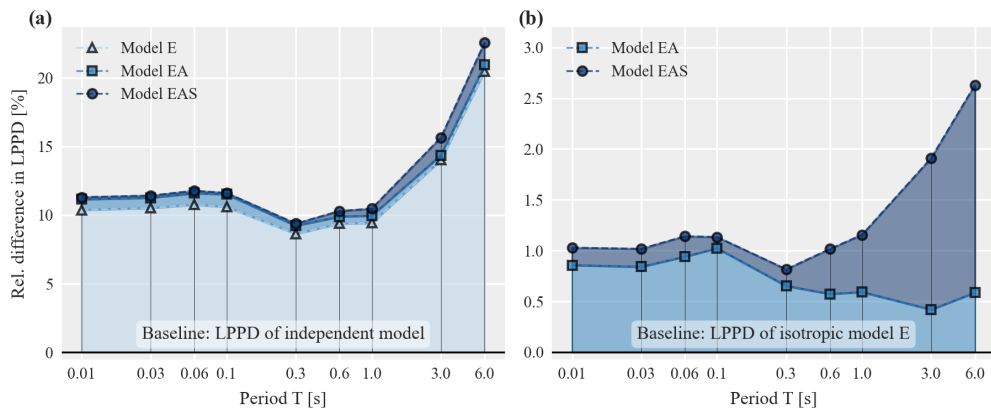 (a)
Rel. difference in LPPD [%]
20
15
10
5
0
Model E
Model EA
Model EAS
Baseline: LPPD of independent model
0.01 0.03 0.06 0.1 0.3 0.6 1.0 3.0 6.0
Period T [s]
(b)
3.0
2.5
2.0
1.5
1.0
0.5
0.0
Model EA
Model EAS
Baseline: LPPD of isotropic model E
0.01 0.03 0.06 0.1 0.3 0.6 1.0 3.0 6.0
Period T [s]